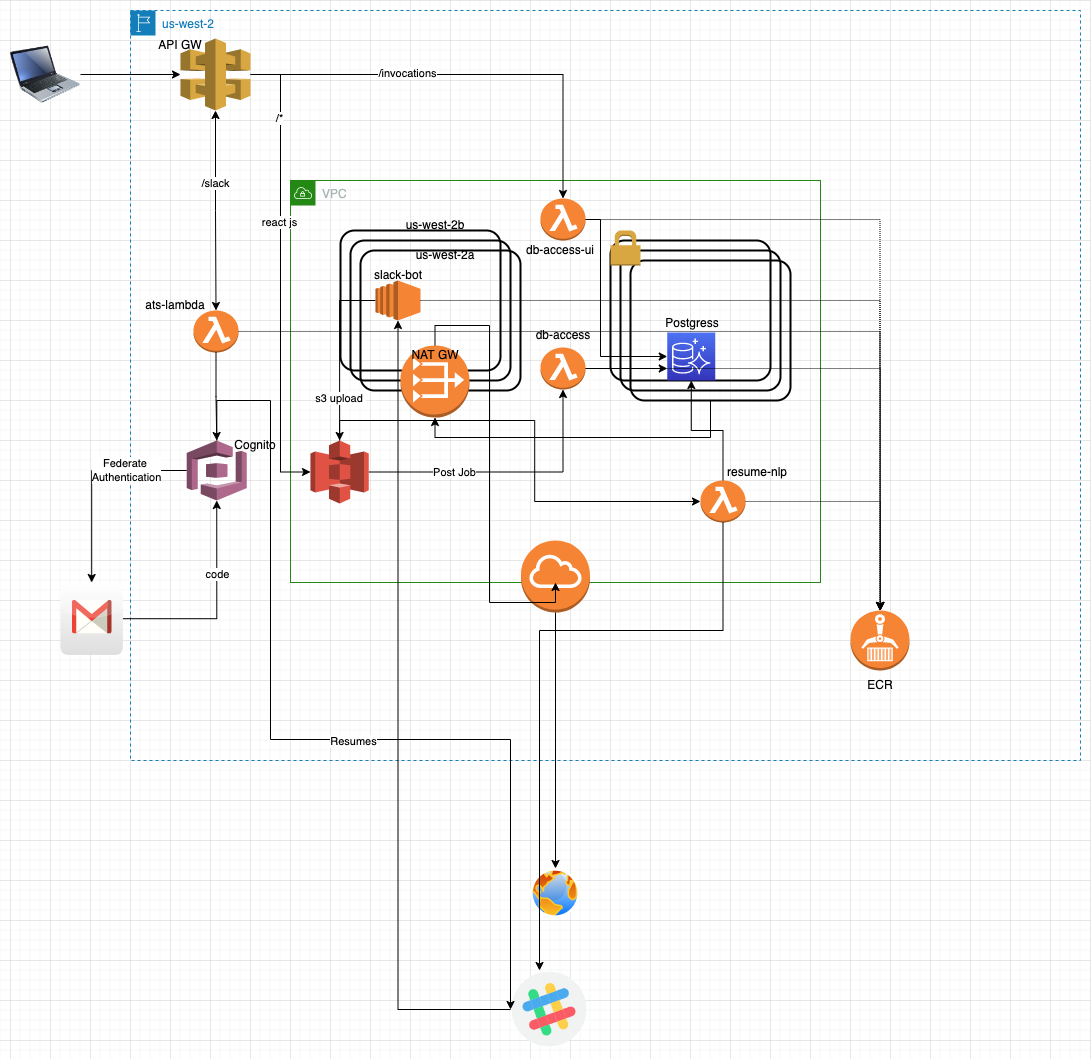 us-west-2
API GW
/invocations
/*
/slack
VPC
react js
us-west-2b
db-access-ui
us-west-2a
slack-bot
ats-lambda
Postgress
db-access
NAT GW
s3 upload
Cognito
Federate
Authentication
Post Job
resume-nlp
code
ECR
Resumes